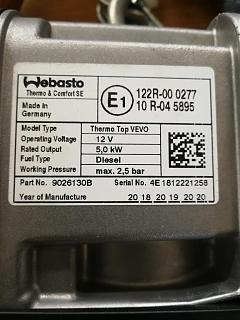 Webasto
Thermo & Comfort SE
Made in
Germany
E1
122R-00 0277
10 R-04 5895
Model Type Thermo Top VEVO
Operating Voltage 12 V
Rated Output 5,0 kW
Fuel Type Diesel
Working Pressure max. 2,5 bar
Part No. 9026130B Serial No. 4E1812221258
Year of Manufacture 20 18 20 19 20 20